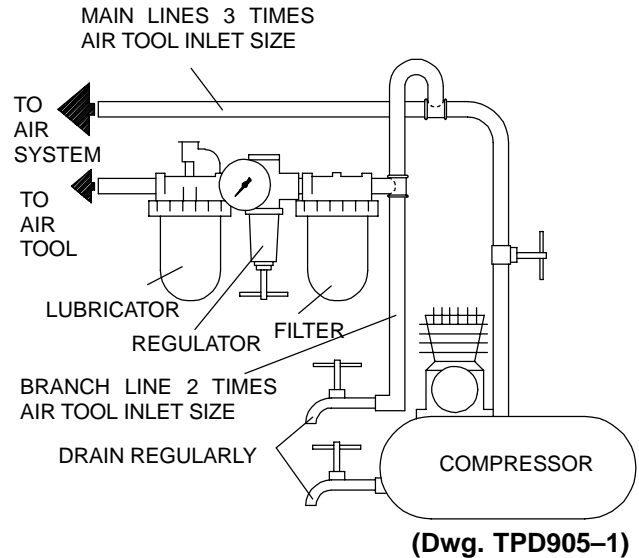 MAIN LINES 3 TIMES
AIR TOOL INLET SIZE
TO
AIR
SYSTEM
TO
AIR
TOOL
LUBRICATOR
REGULATOR
FILTER
BRANCH LINE 2 TIMES
AIR TOOL INLET SIZE
DRAIN REGULARLY
COMPRESSOR
(Dwg. TPD905–1)